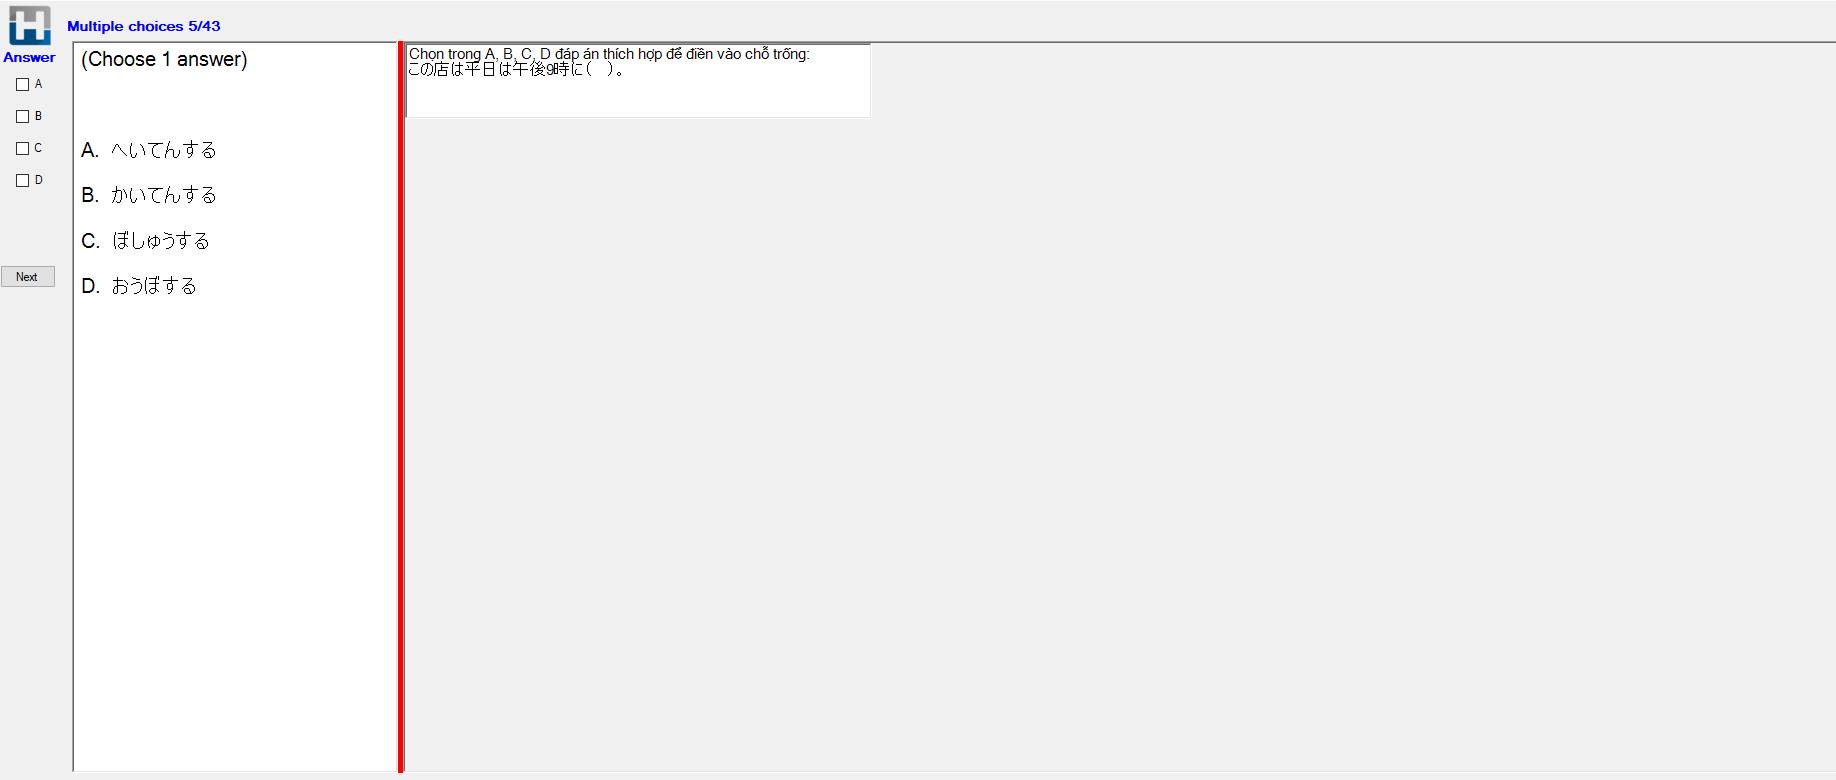 Multiple choices 5/43
Answer
A
B
C
D
Next
(Choose 1 answer)
A. へいてんする
B. かいてんする
C. ぼしゅうする
D. おうぼする
Chọn trong A, B, C, D đáp án thích hợp để điền vào chỗ trống:
この店は平日は午後9時に( )。